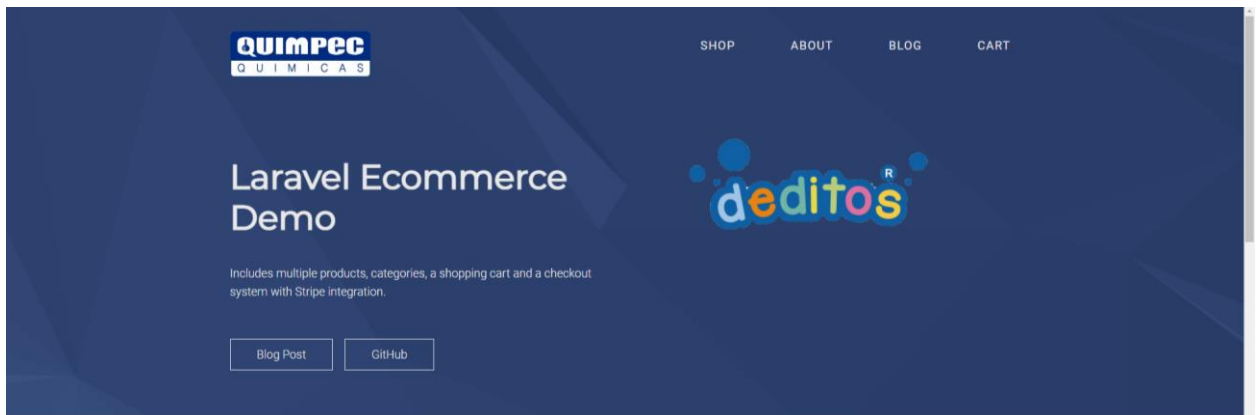 QUIMPEC
QUIMICAS
SHOP ABOUT BLOG CART
Laravel Ecommerce
Demo
deditos®
Includes multiple products, categories, a shopping cart and a checkout
system with Stripe integration.
Blog Post GitHub